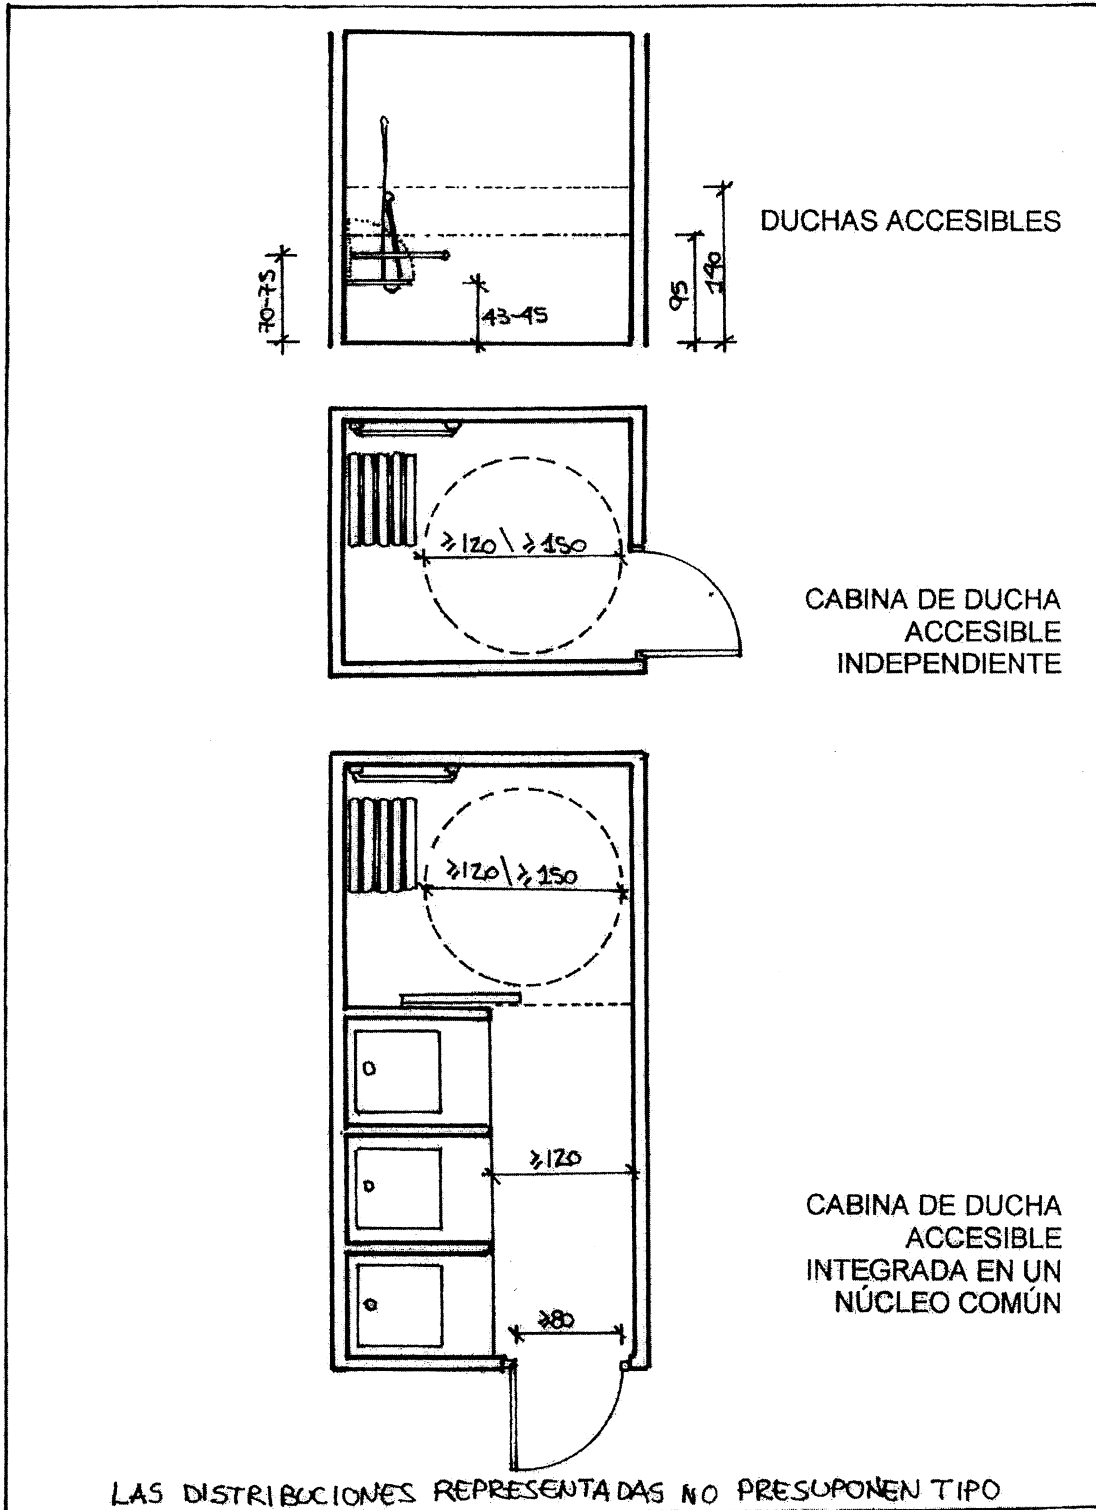 DUCHAS ACCESIBLES
70-75
43-45
95
140
≥120 \ ≥150
CABINA DE DUCHA
ACCESIBLE
INDEPENDIENTE
≥120 \ ≥150
≥120
CABINA DE DUCHA
ACCESIBLE
INTEGRADA EN UN
NÚCLEO COMÚN
≥80
LAS DISTRIBUCIONES REPRESENTADAS NO PRESUPONEN TIPO